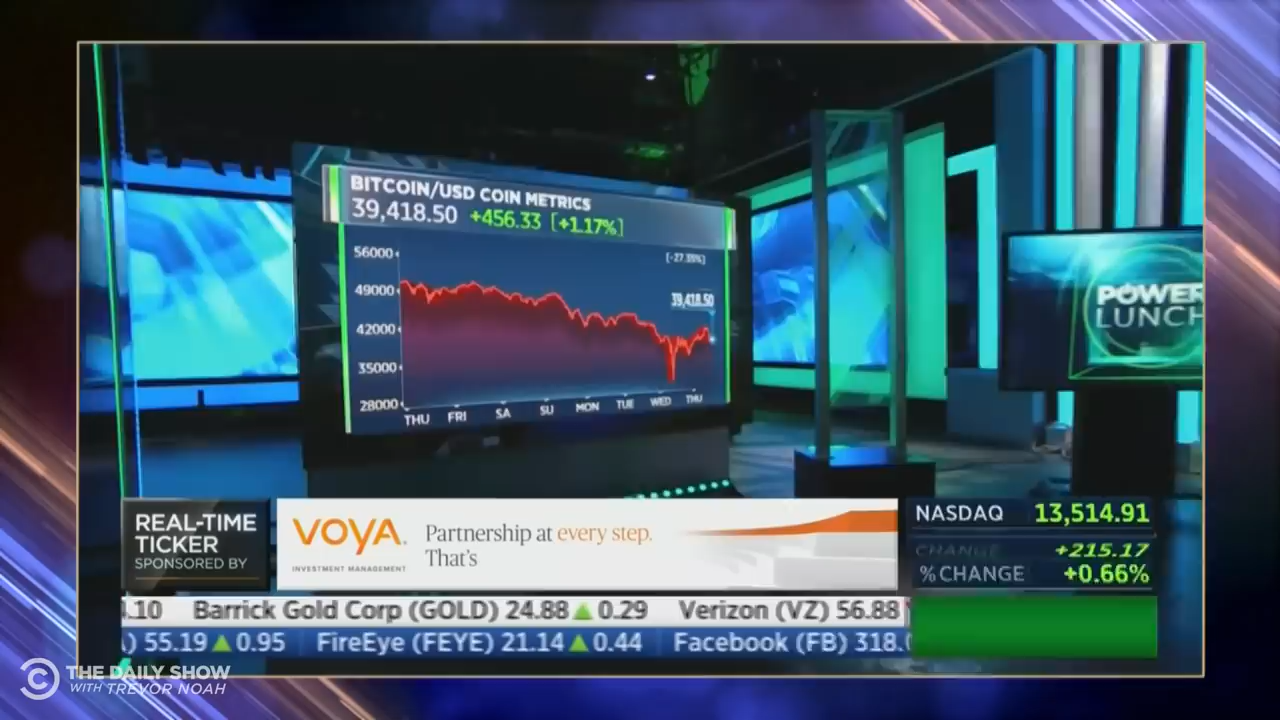 BITCOIN/USD COIN METRICS
39,418.50 +456.33 [+1.17%]
56000
49000
42000
35000
28000
[-27.35%]
39,418.50
THU FRI SA SU MON TUE WED THU
POWER
LUNCH
REAL-TIME
TICKER
SPONSORED BY
VOYA
INVESTMENT MANAGEMENT
Partnership at every step.
That's
NASDAQ 13,514.91
CHANGE +215.17
% CHANGE +0.66%
.10 Barrick Gold Corp (GOLD) 24.88 ▲ 0.29 Verizon (VZ) 56.88
) 55.19 ▲ 0.95 FireEye (FEYE) 21.14 ▲ 0.44 Facebook (FB) 318.
THE DAILY SHOW
WITH TREVOR NOAH